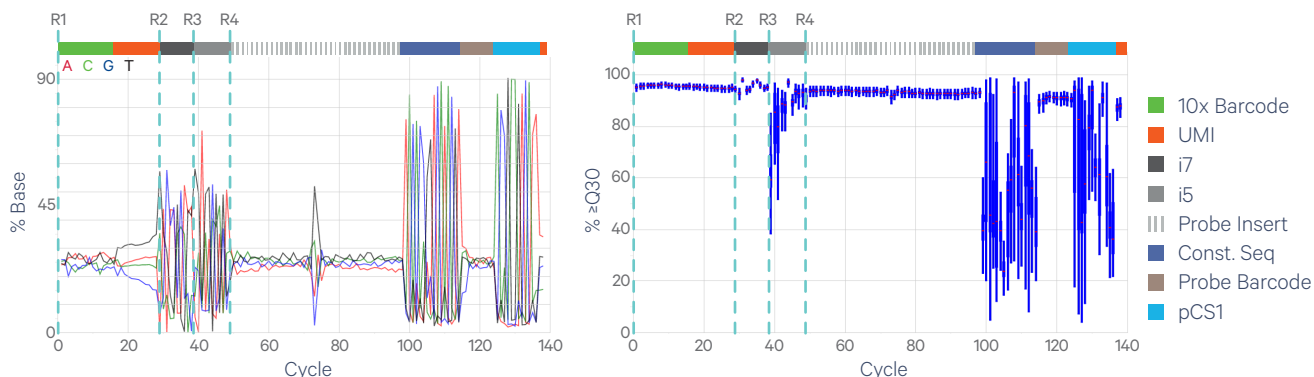 R1 R2 R3 R4
A C G T
% Base
90
45
0
0 20 40 60 80 100 120 140
Cycle
R1 R2 R3 R4
% ≥Q30
100
80
60
40
20
0
0 20 40 60 80 100 120 140
Cycle
10x Barcode
UMI
i7
i5
Probe Insert
Const. Seq
Probe Barcode
pCS1